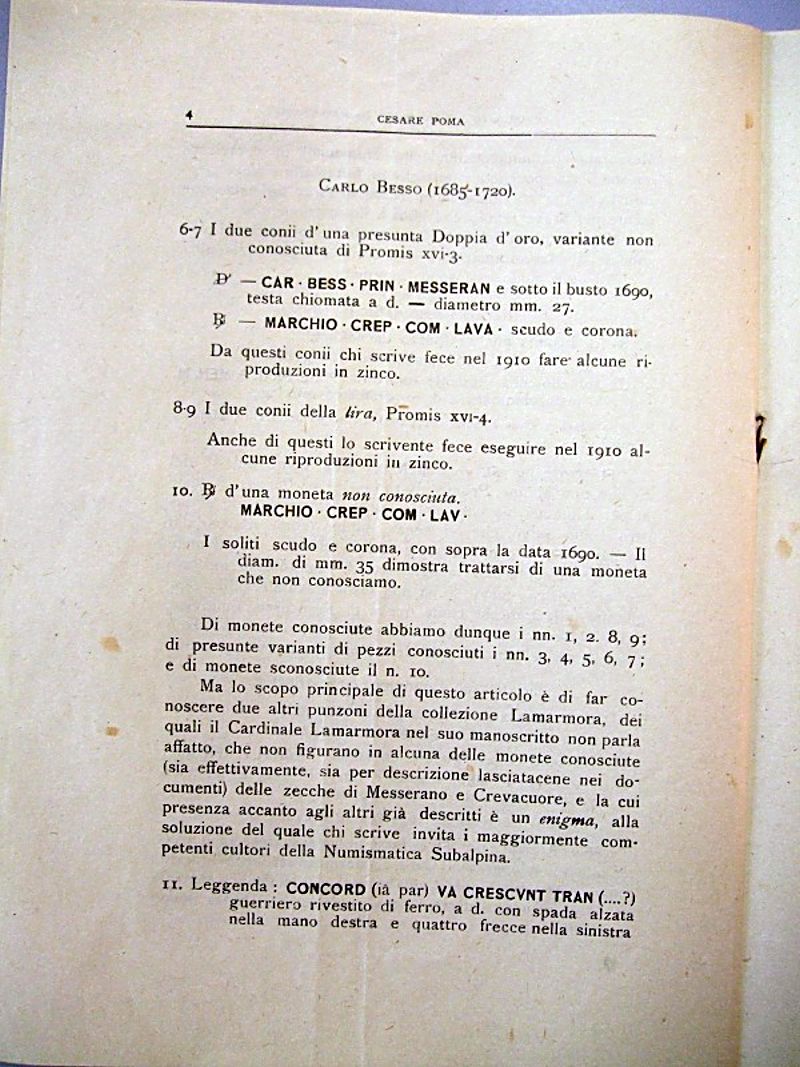 4
CESARE POMA
CARLO BESSO (1685-1720).
6-7 I due conii d'una presunta Doppia d'oro, variante non
conosciuta di Promis XVI-3.
D' — CAR · BESS · PRIN · MESSERAN e sotto il busto 1690,
testa chiomata a d. — diametro mm. 27.
℞ — MARCHIO · CREP · COM · LAVA · scudo e corona.
Da questi conii chi scrive fece nel 1910 fare alcune ri-
produzioni in zinco.
8-9 I due conii della lira, Promis XVI-4.
Anche di questi lo scrivente fece eseguire nel 1910 al-
cune riproduzioni in zinco.
10. ℞ d'una moneta non conosciuta.
MARCHIO · CREP · COM · LAV ·
I soliti scudo e corona, con sopra la data 1690. — Il
diam. di mm. 35 dimostra trattarsi di una moneta
che non conosciamo.
Di monete conosciute abbiamo dunque i nn. 1, 2. 8, 9;
di presunte varianti di pezzi conosciuti i nn. 3, 4, 5, 6, 7;
e di monete sconosciute il n. 10.
Ma lo scopo principale di questo articolo è di far co-
noscere due altri punzoni della collezione Lamarmora, dei
quali il Cardinale Lamarmora nel suo manoscritto non parla
affatto, che non figurano in alcuna delle monete conosciute
(sia effettivamente, sia per descrizione lasciatacene nei do-
cumenti) delle zecche di Messerano e Crevacuore, e la cui
presenza accanto agli altri già descritti è un enigma, alla
soluzione del quale chi scrive invita i maggiormente com-
petenti cultori della Numismatica Subalpina.
11. Leggenda : CONCORD (ià par) VA CRESCVNT TRAN (....?)
guerriero rivestito di ferro, a d. con spada alzata
nella mano destra e quattro frecce nella sinistra